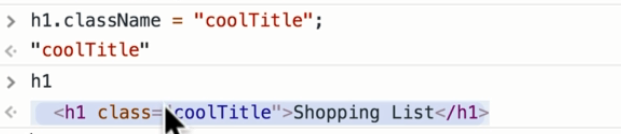 > h1.className = "coolTitle";
<· "coolTitle"
> h1
<· <h1 class="coolTitle">Shopping List</h1>